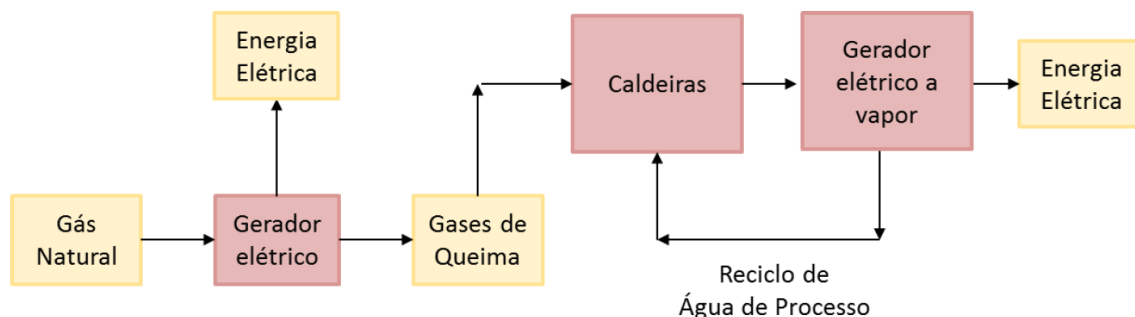 Energia
Elétrica
Caldeiras
Gerador
elétrico a
vapor
Energia
Elétrica
Gás
Natural
Gerador
elétrico
Gases de
Queima
Reciclo de
Água de Processo